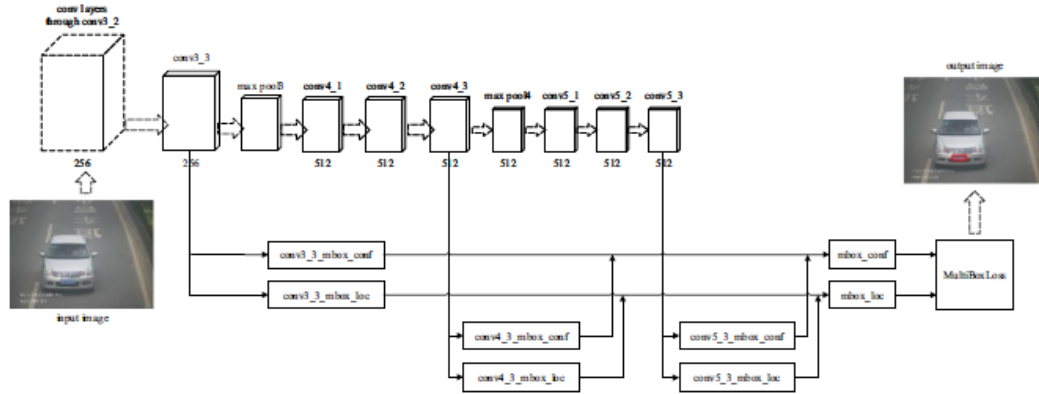 conv layers
through conv3_2
conv3_3
max pool3
conv4_1
conv4_2
conv4_3
max pool4
conv5_1
conv5_2
conv5_3
output image
256
256
512
512
512
512
512
512
512
input image
conv3_3_mbox_conf
mbox_conf
MultiBoxLoss
conv3_3_mbox_loc
mbox_loc
conv4_3_mbox_conf
conv5_3_mbox_conf
conv4_3_mbox_loc
conv5_3_mbox_loc